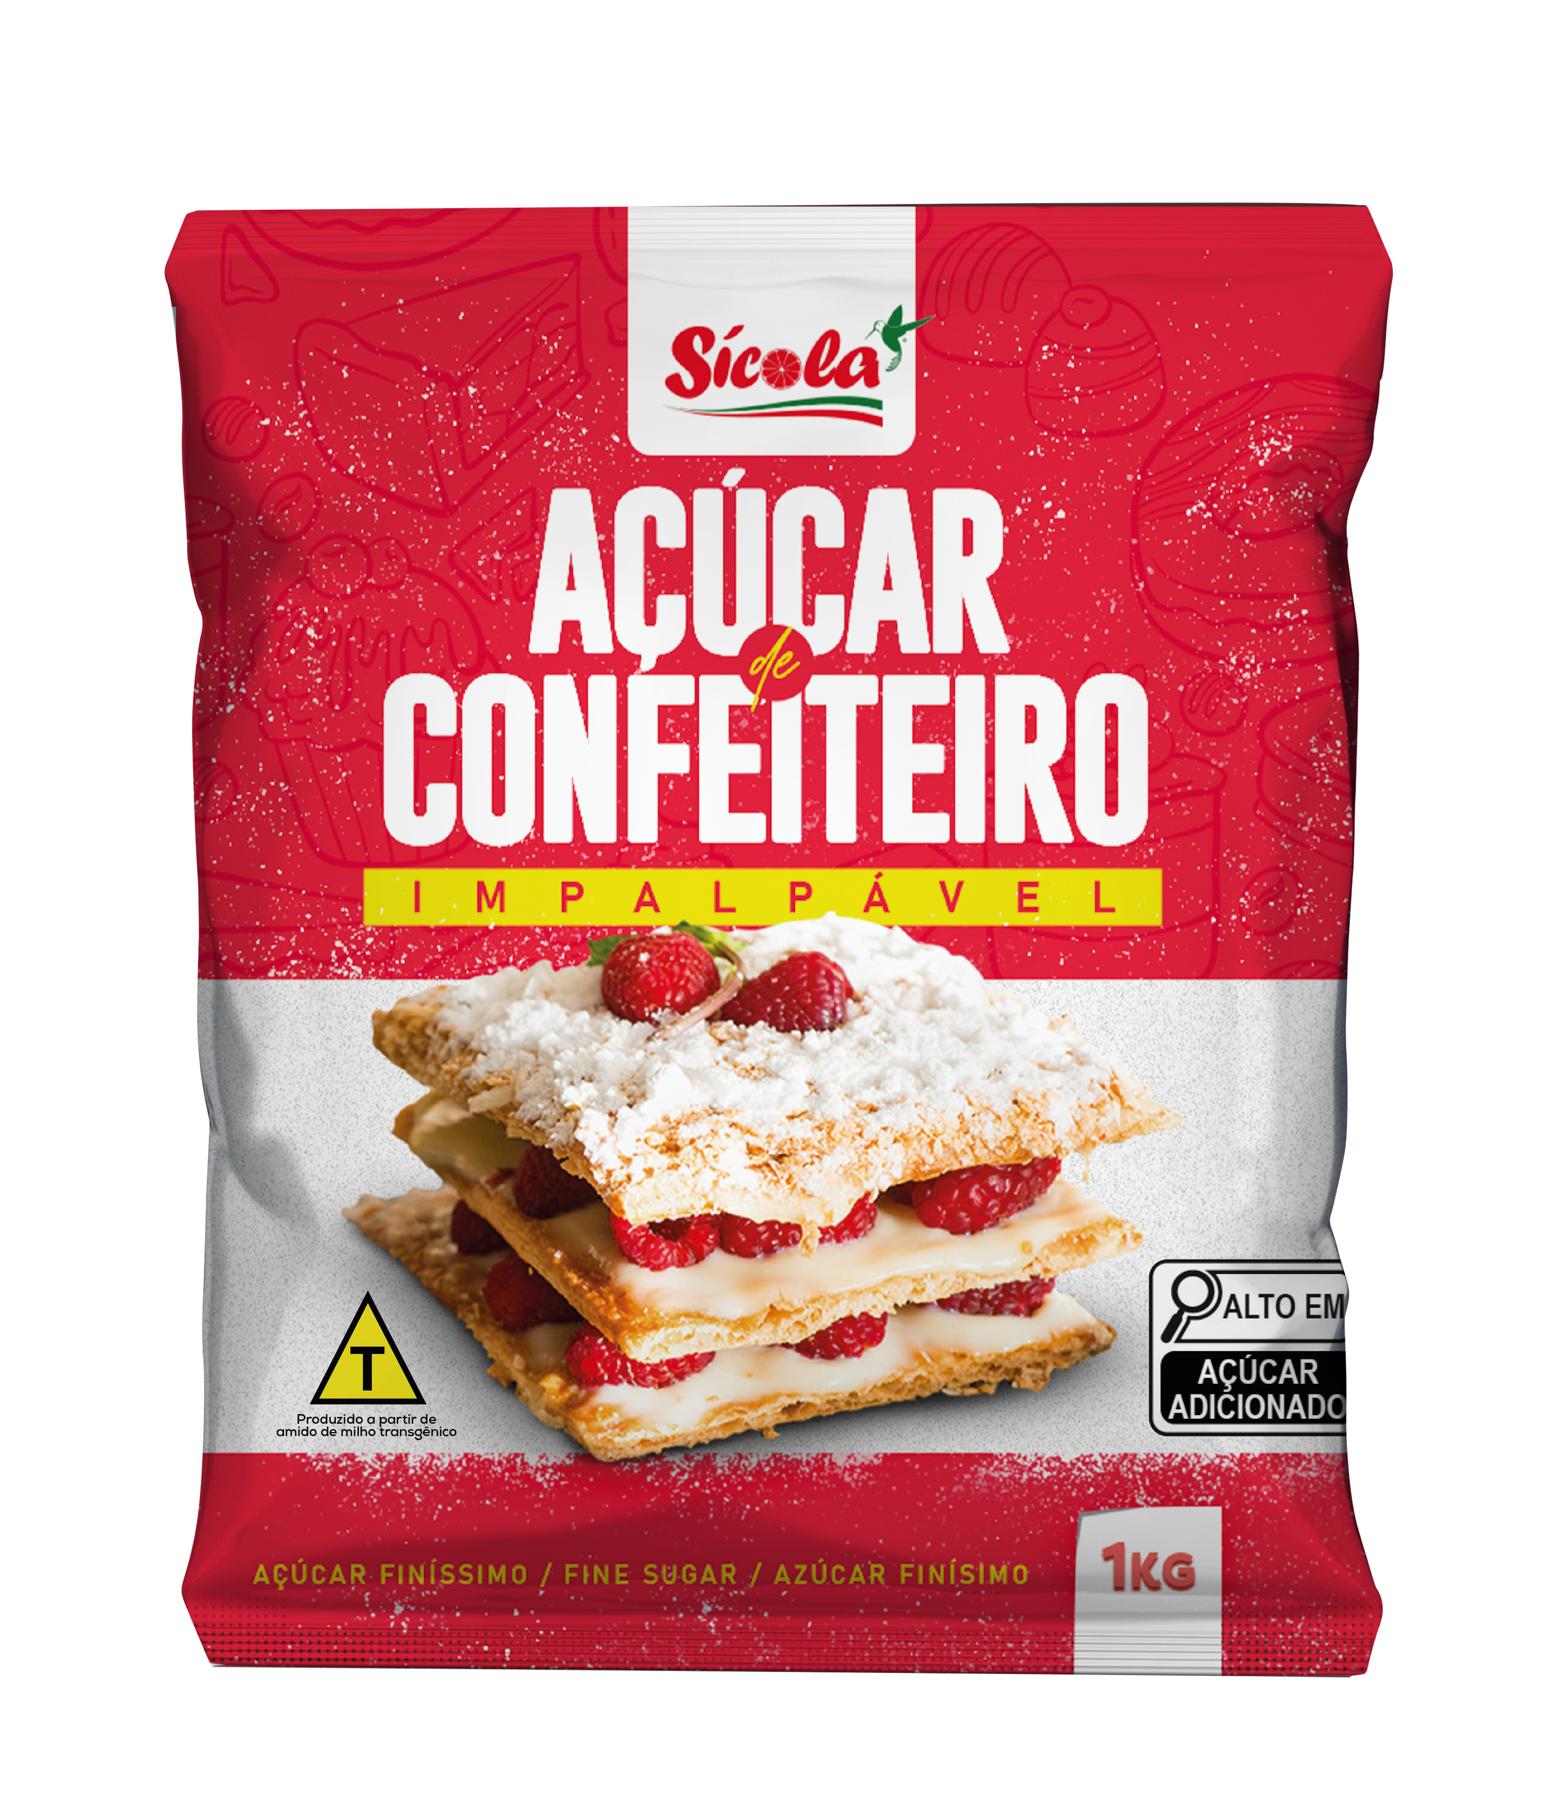 Sícola
AÇÚCAR
de
CONFEITEIRO
IMPALPÁVEL
ALTO EM
AÇÚCAR
ADICIONADO
T
Produzido a partir de
amido de milho transgênico
AÇÚCAR FINÍSSIMO / FINE SUGAR / AZÚCAR FINÍSIMO
1KG